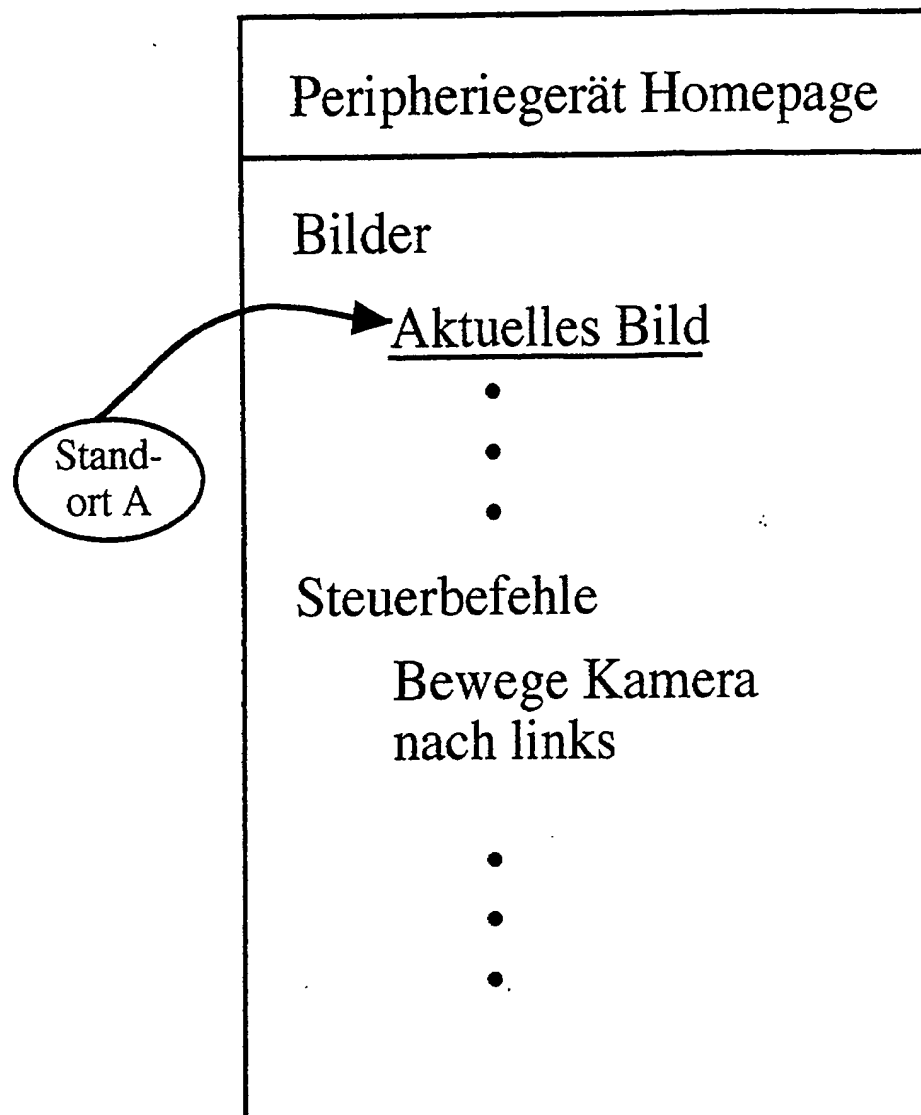 Peripheriegerät Homepage
Bilder
Aktuelles Bild
Stand-
ort A
Steuerbefehle
Bewege Kamera
nach links